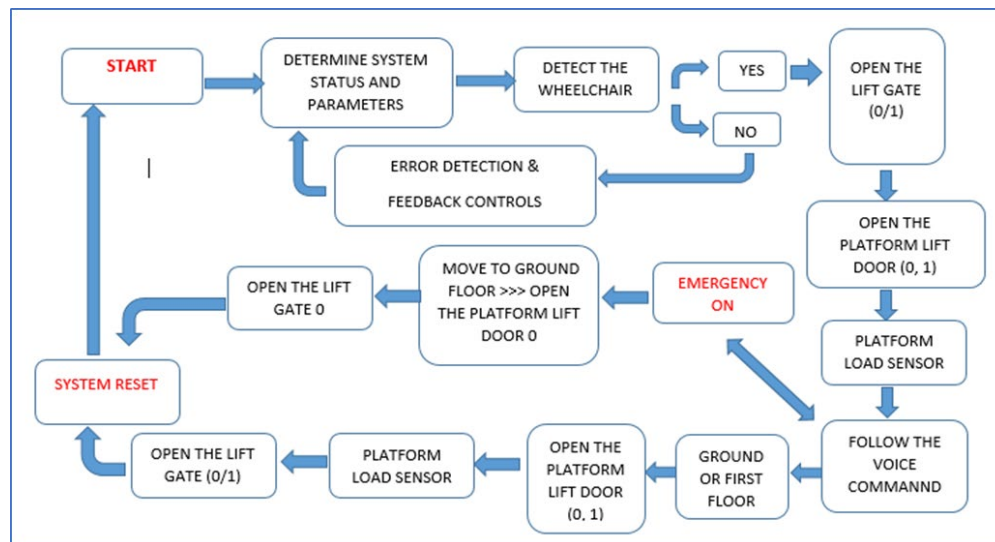 START
DETERMINE SYSTEM
STATUS AND
PARAMETERS
DETECT THE
WHEELCHAIR
YES
NO
OPEN THE
LIFT GATE
(0/1)
ERROR DETECTION &
FEEDBACK CONTROLS
OPEN THE
PLATFORM LIFT
DOOR (0, 1)
PLATFORM
LOAD SENSOR
FOLLOW THE
VOICE
COMMANND
EMERGENCY
ON
MOVE TO GROUND
FLOOR >>> OPEN
THE PLATFORM LIFT
DOOR 0
OPEN THE LIFT
GATE 0
GROUND
OR FIRST
FLOOR
OPEN THE
PLATFORM
LIFT DOOR
(0, 1)
PLATFORM
LOAD SENSOR
OPEN THE LIFT
GATE (0/1)
SYSTEM RESET